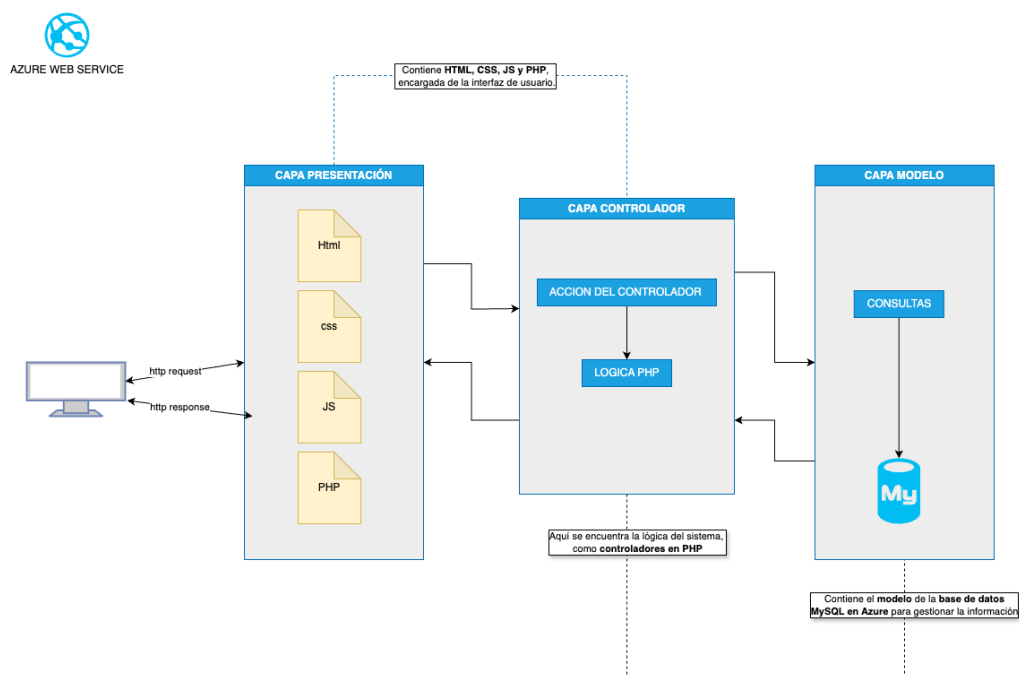 AZURE WEB SERVICE
Contiene HTML, CSS, JS y PHP,
encargada de la interfaz de usuario.
CAPA PRESENTACIÓN
Html
css
JS
PHP
http request
http response
CAPA CONTROLADOR
ACCION DEL CONTROLADOR
LOGICA PHP
Aquí se encuentra la lógica del sistema,
como controladores en PHP
CAPA MODELO
CONSULTAS
My
Contiene el modelo de la base de datos
MySQL en Azure para gestionar la información